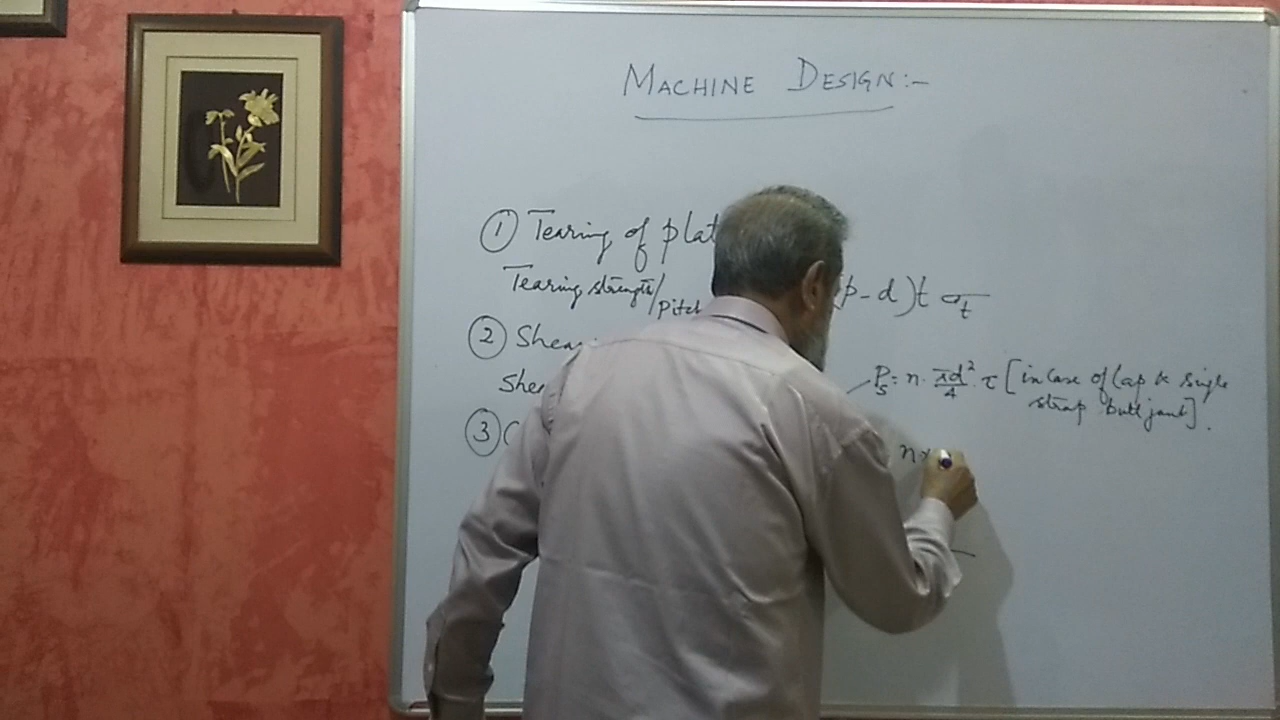 MACHINE DESIGN:-
① Tearing of plat
Tearing strength/pitch (p-d)t σt
② Shea
Ps = n. πd²/4. τ [in case of lap & single
She strap butt joint].
③ C n×